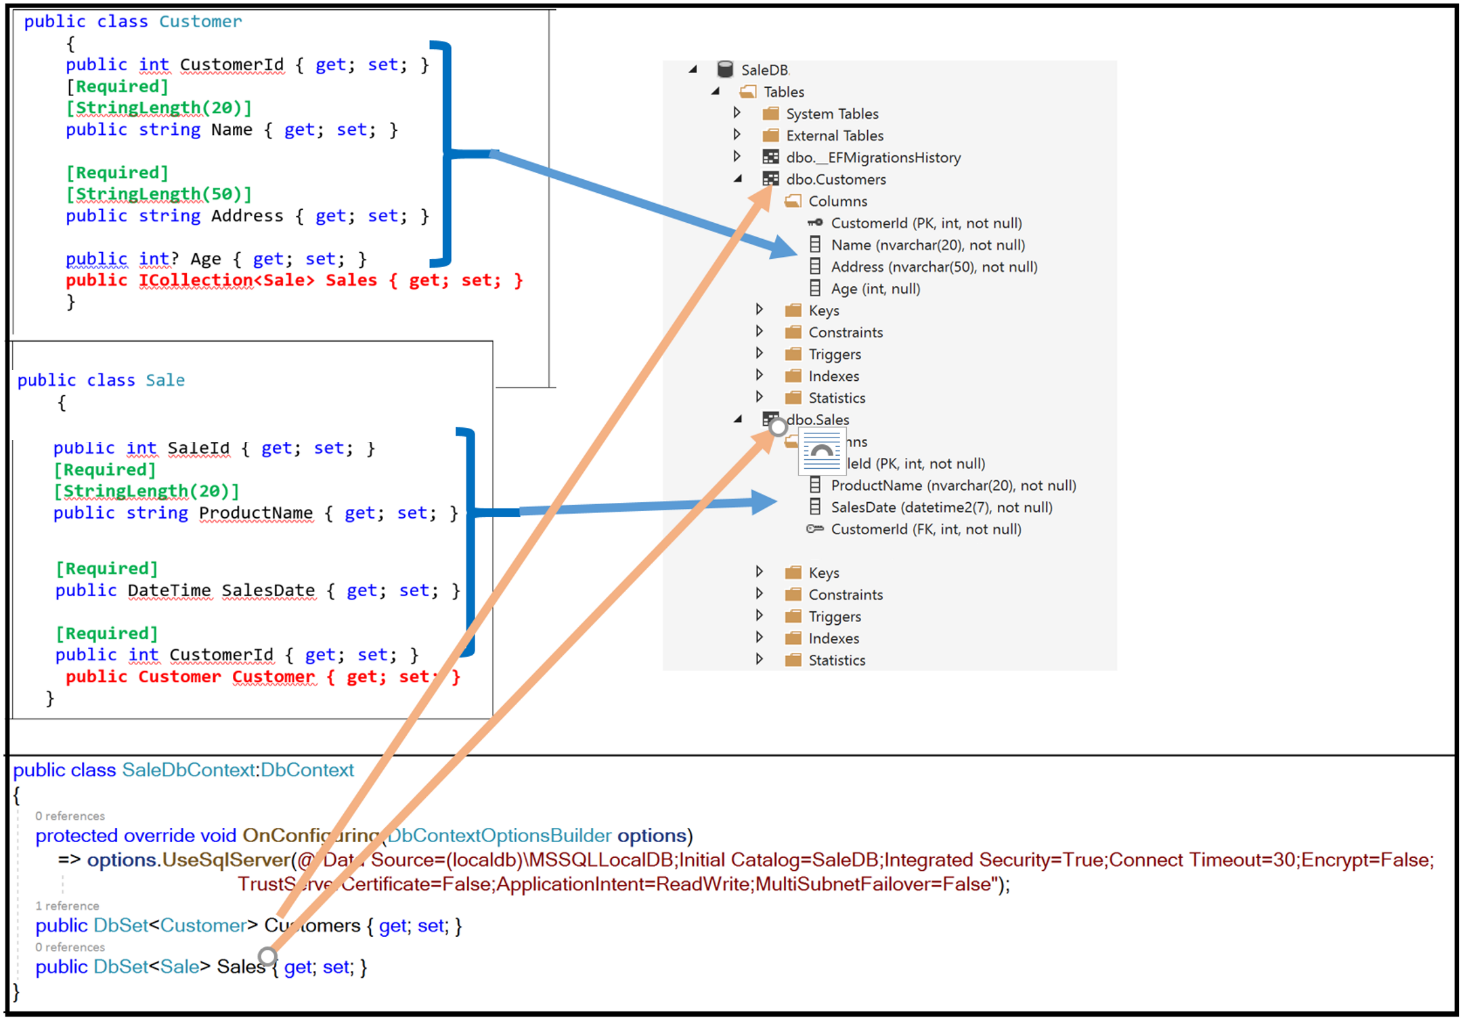 public class Customer
{
public int CustomerId { get; set; }
[Required]
[StringLength(20)]
public string Name { get; set; }
[Required]
[StringLength(50)]
public string Address { get; set; }
public int? Age { get; set; }
public ICollection<Sale> Sales { get; set; }
}
public class Sale
{
public int SaleId { get; set; }
[Required]
[StringLength(20)]
public string ProductName { get; set; }
[Required]
public DateTime SalesDate { get; set; }
[Required]
public int CustomerId { get; set; }
public Customer Customer { get; set; }
}
SaleDB
Tables
System Tables
External Tables
dbo.__EFMigrationsHistory
dbo.Customers
Columns
CustomerId (PK, int, not null)
Name (nvarchar(20), not null)
Address (nvarchar(50), not null)
Age (int, null)
Keys
Constraints
Triggers
Indexes
Statistics
dbo.Sales
(PK, int, not null)
ProductName (nvarchar(20), not null)
SalesDate (datetime2(7), not null)
CustomerId (FK, int, not null)
Keys
Constraints
Triggers
Indexes
Statistics
public class SaleDbContext:DbContext
{
0 references
protected override void OnConfiguring(DbContextOptionsBuilder options)
=> options.UseSqlServer(@"Data Source=(localdb)\MSSQLLocalDB;Initial Catalog=SaleDB;Integrated Security=True;Connect Timeout=30;Encrypt=False;
TrustServerCertificate=False;ApplicationIntent=ReadWrite;MultiSubnetFailover=False");
1 reference
public DbSet<Customer> Customers { get; set; }
0 references
public DbSet<Sale> Sales { get; set; }
}